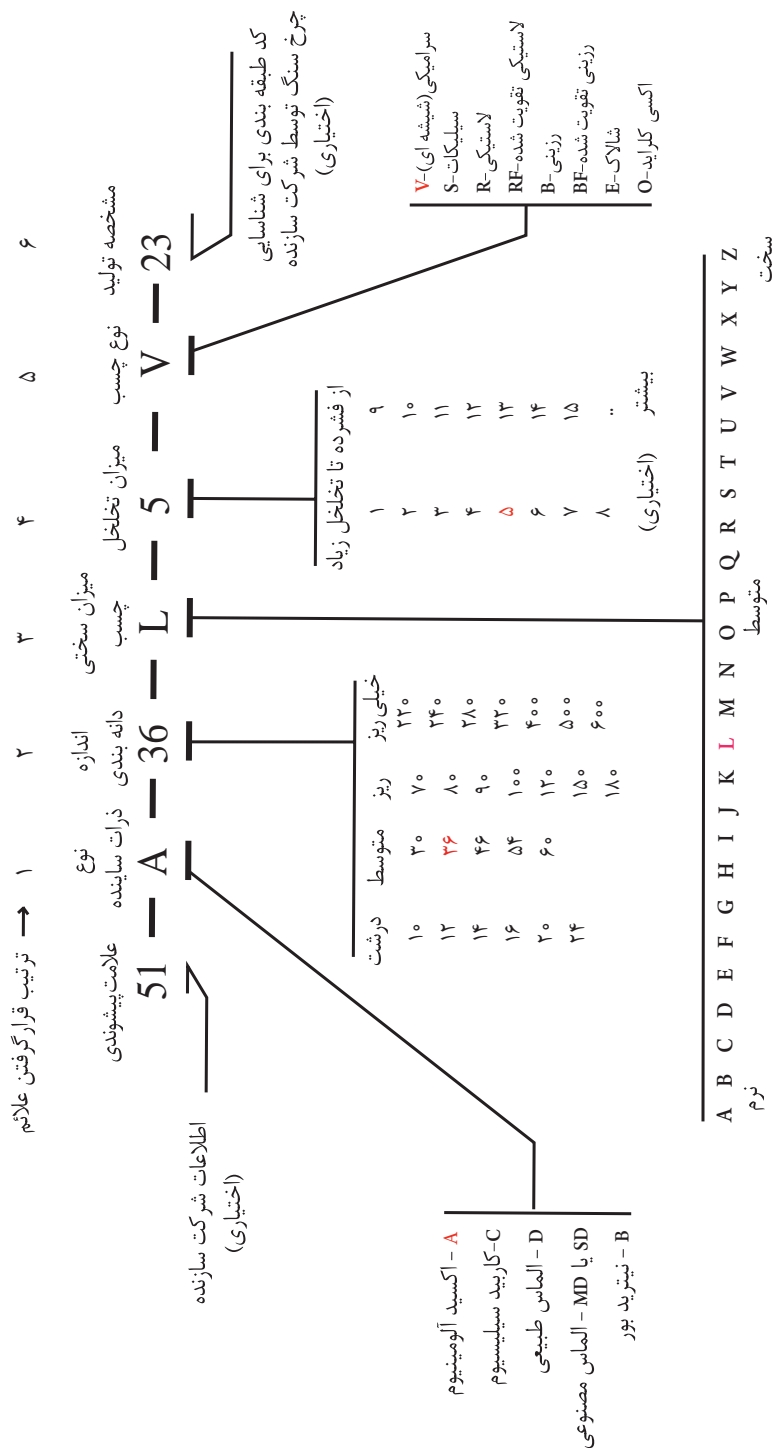 ترتیب قرارگرفتن علائم → ۱ ۲ ۳ ۴ ۵ ۶
علامت پیشوندی
نوع
ذرات ساینده
اندازه
دانه بندی
میزان سختی
چسب
میزان تخلخل
نوع چسب
مشخصه تولید
51 — A — 36 — L — 5 — V — 23
اطلاعات شرکت سازنده
(اختیاری)
کد طبقه بندی برای شناسایی
چرخ سنگ توسط شرکت سازنده
(اختیاری)
A - اکسید آلومینیوم
C-کاربید سیلیسیوم
D - الماس طبیعی
SD یا MD - الماس مصنوعی
B - نیترید بور
درشت متوسط ریز خیلی ریز
۱۰ ۳۰ ۷۰ ۲۲۰
۱۲ ۳۶ ۸۰ ۲۴۰
۱۴ ۴۶ ۹۰ ۲۸۰
۱۶ ۵۴ ۱۰۰ ۳۲۰
۲۰ ۶۰ ۱۲۰ ۴۰۰
۲۴ ۱۵۰ ۵۰۰
۱۸۰ ۶۰۰
از فشرده تا تخلخل زیاد
۱ ۹
۲ ۱۰
۳ ۱۱
۴ ۱۲
۵ ۱۳
۶ ۱۴
۷ ۱۵
۸ ..
(اختیاری) بیشتر
V-سرامیکی(شیشه ای)
S-سیلیکات
R-لاستیکی
RF-لاستیکی تقویت شده
B-رزینی
BF-رزینی تقویت شده
E-شالاک
O-اکسی کلراید
A B C D E F G H I J K L M N O P Q R S T U V W X Y Z
نرم متوسط سخت